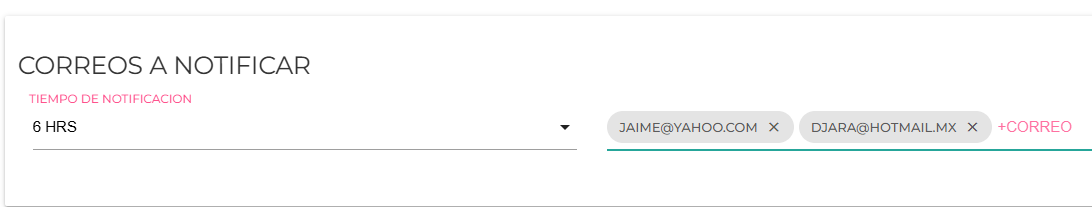 CORREOS A NOTIFICAR
TIEMPO DE NOTIFICACION
6 HRS
JAIME@YAHOO.COM × DJARA@HOTMAIL.MX × +CORREO